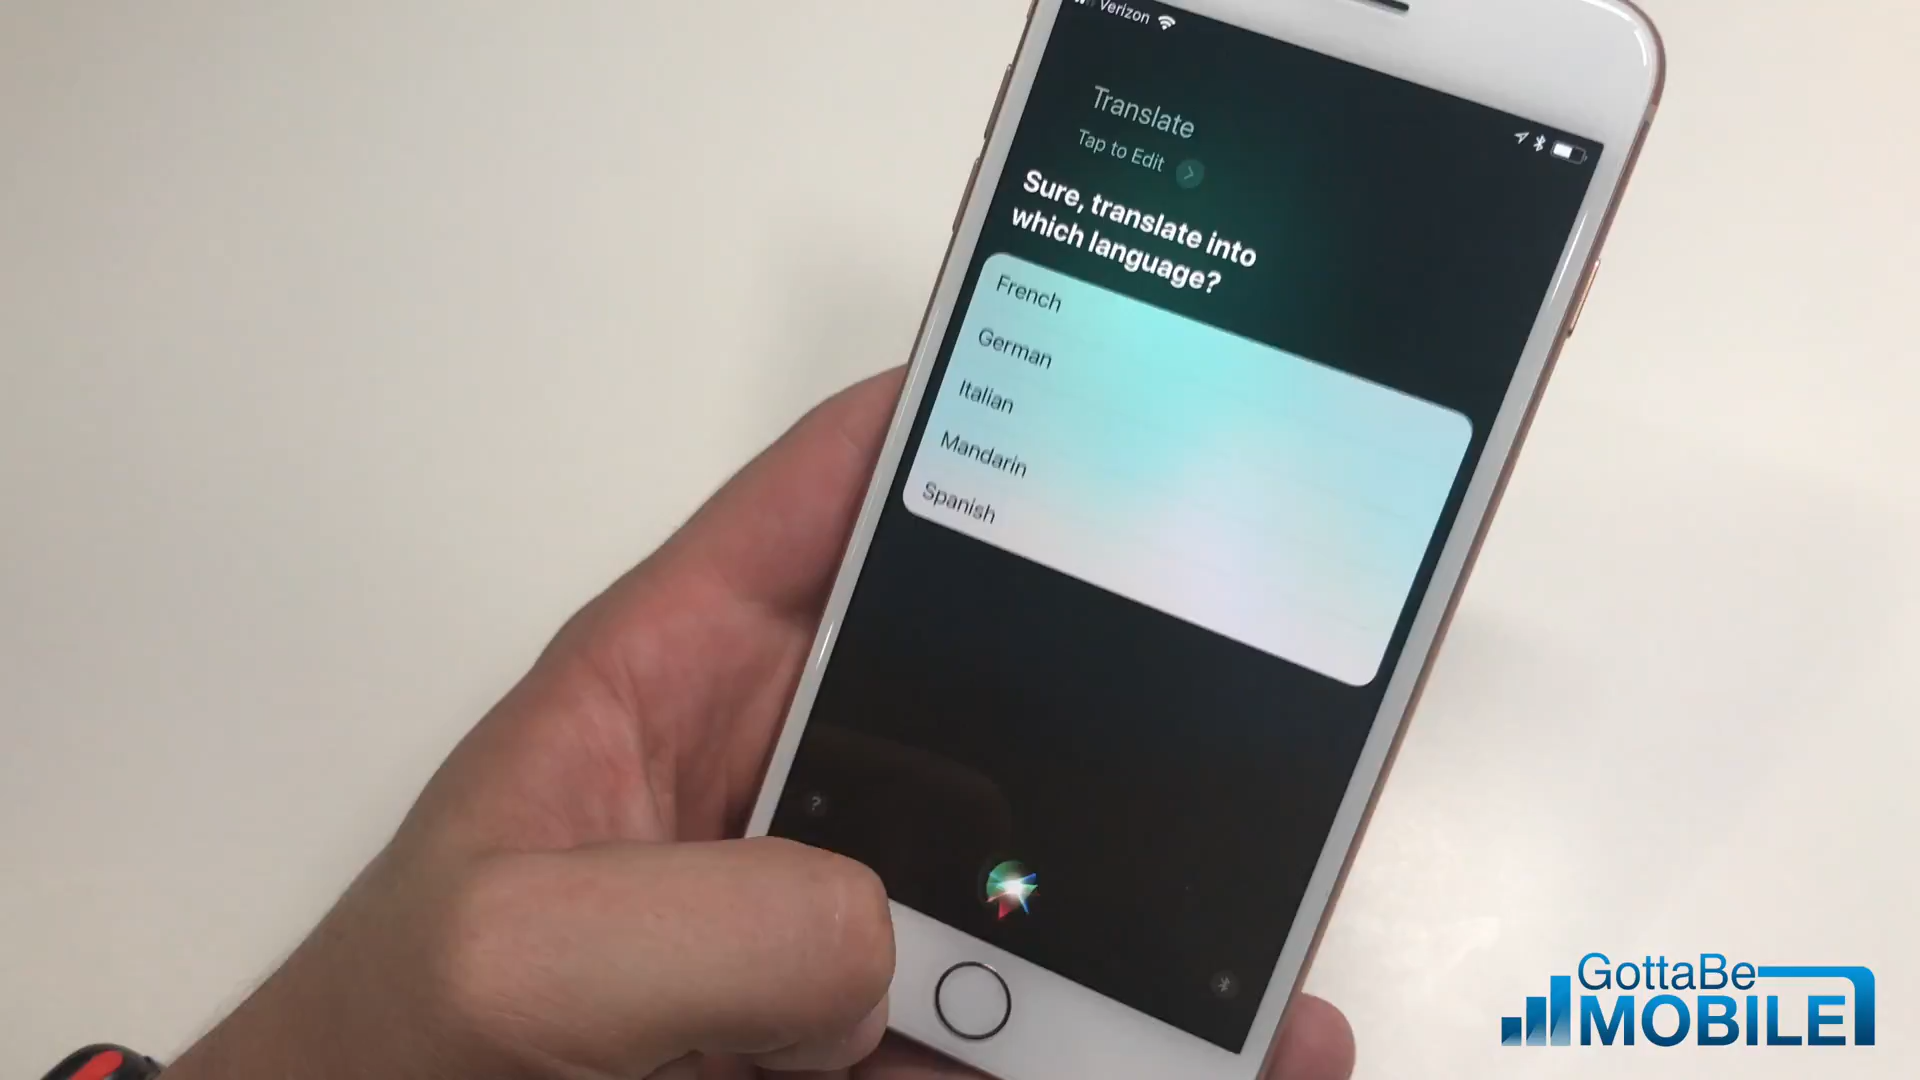 Verizon
Translate
Tap to Edit
Sure, translate into
which language?
French
German
Italian
Mandarin
Spanish
?
GottaBe
MOBILE